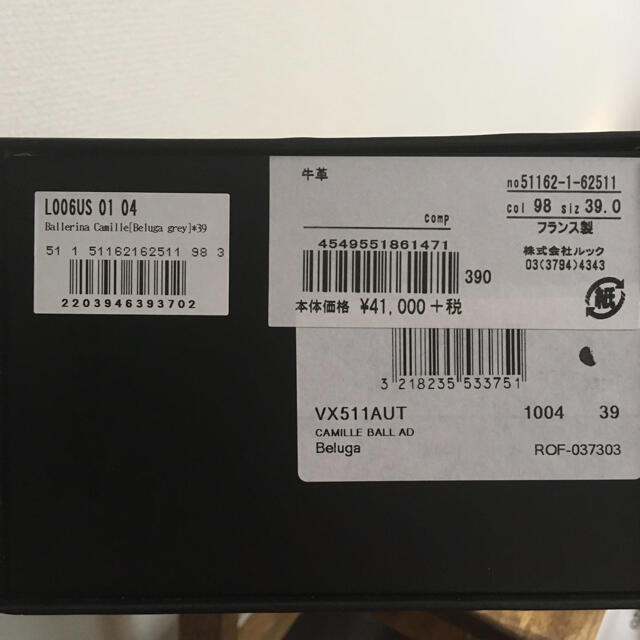 L006US 01 04
Ballerina Camille[Beluga grey]*39
51 1 51162162511 98 3
2203946393702
牛革
comp
no51162-1-62511
col 98 siz 39.0
フランス製
株式会社ルック
03(3794)4343
4549551861471
390
本体価格 ¥41,000+税
紙
3 218235 533751
VX511AUT 1004 39
CAMILLE BALL AD
Beluga ROF-037303